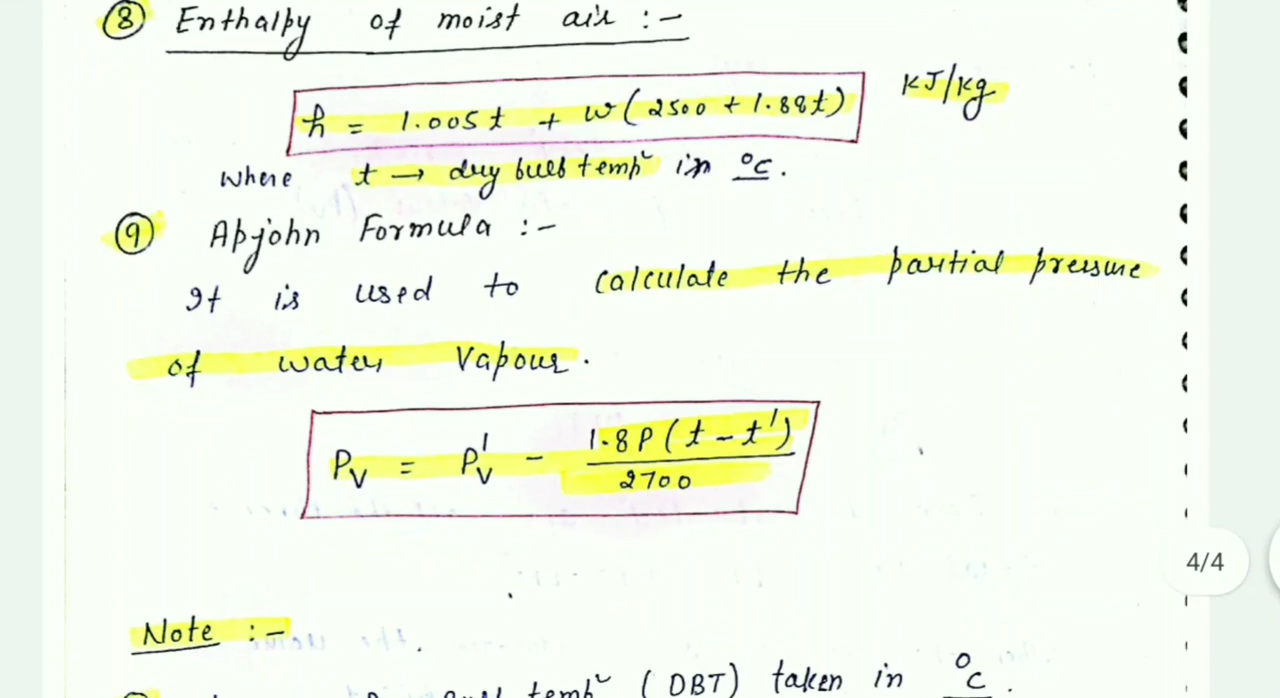 ⑧ Enthalpy of moist air :-
h = 1.005t + w(2500 + 1.88t) KJ/kg
where t → dry bulb tempr in °C.
⑨ Apjohn Formula :-
It is used to calculate the partial pressure
of water Vapour.
Pv = Pv' - 1.8P(t-t')/2700
4/4
Note :-
temp (DBT) taken in °C.